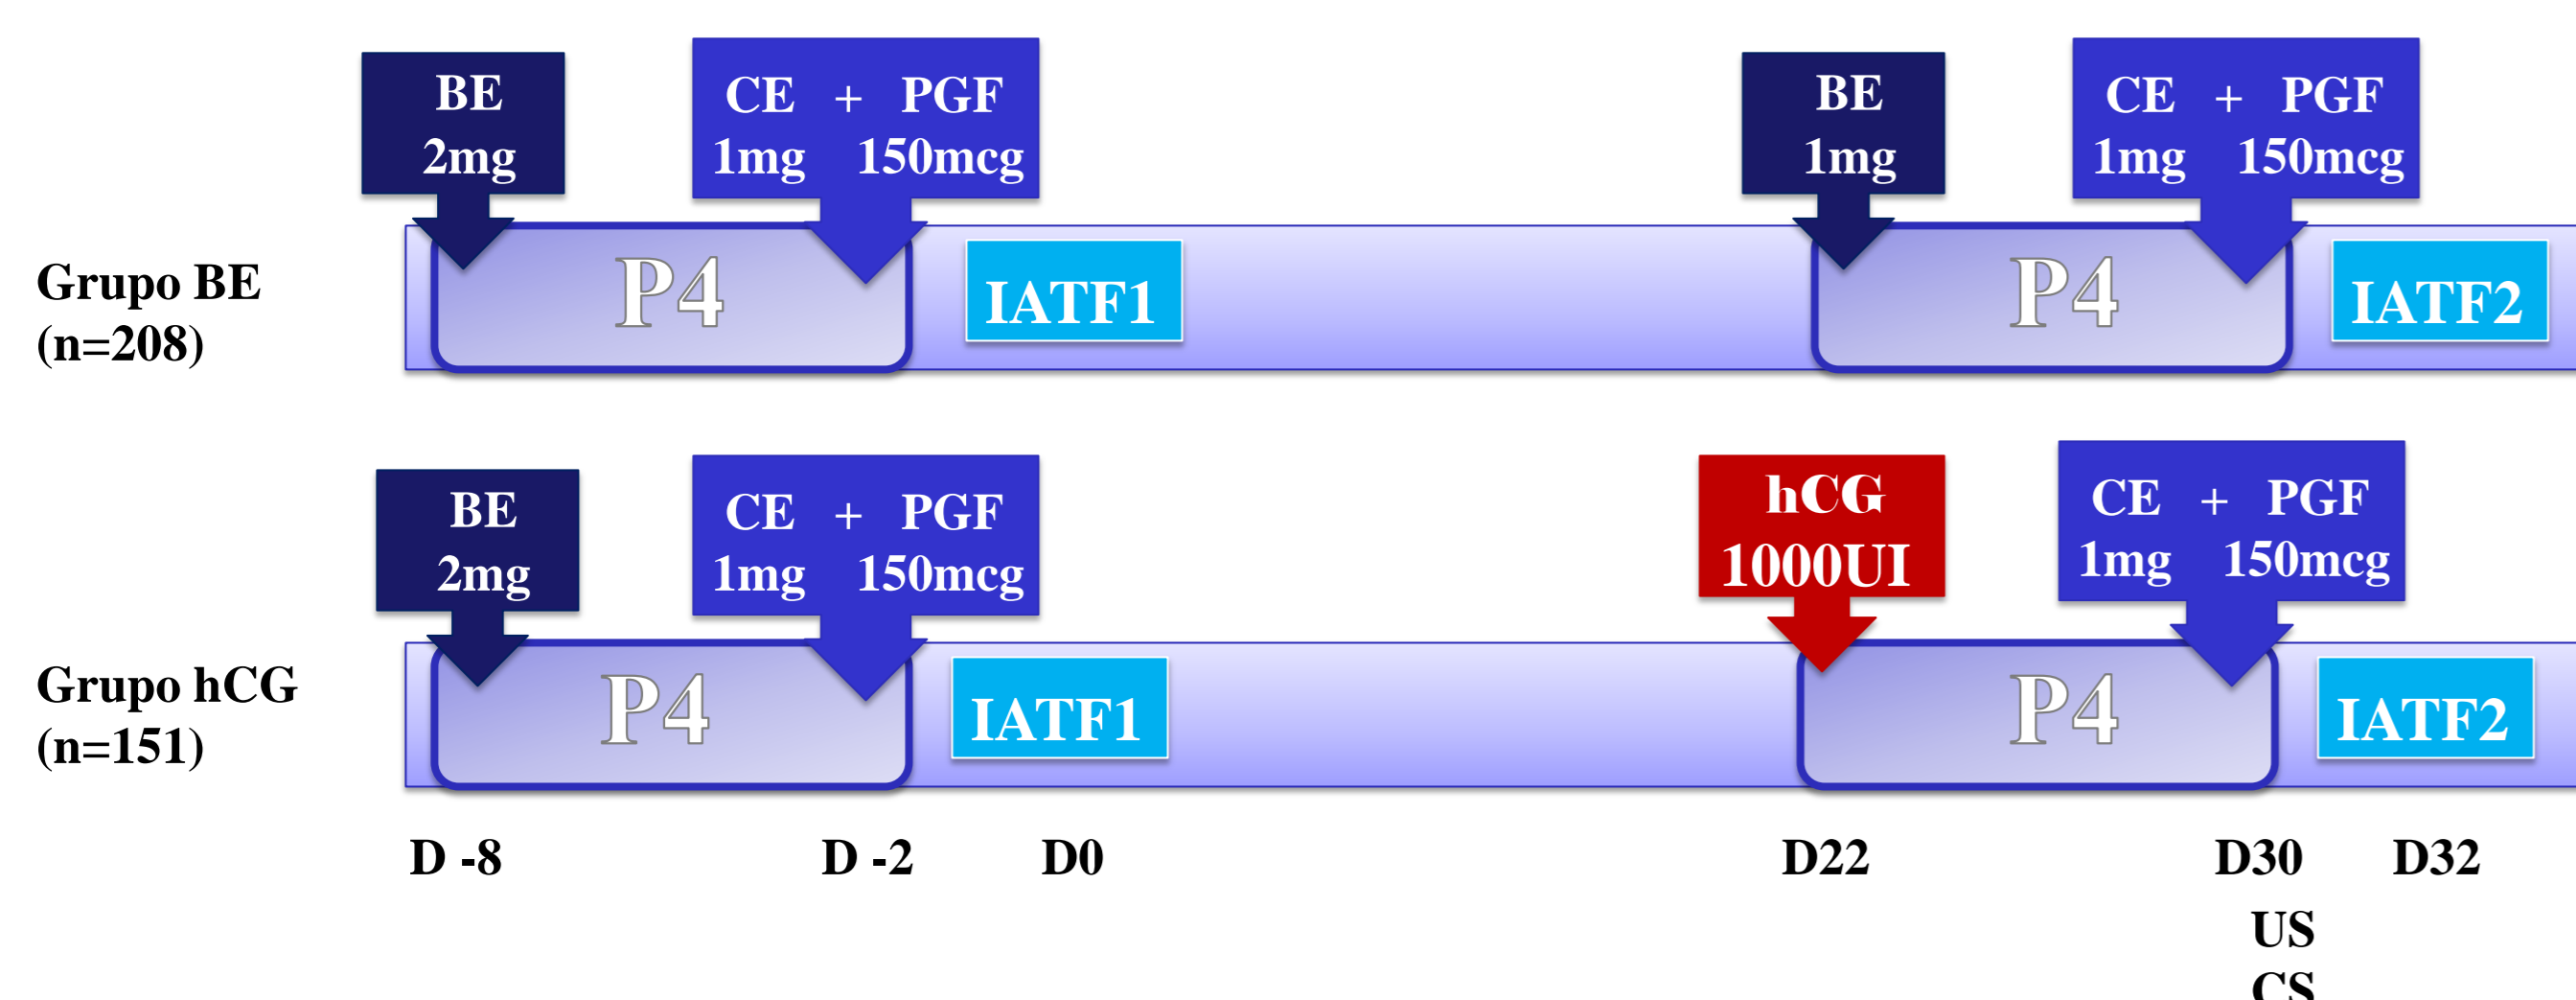 BE
2mg
CE + PGF
1mg 150mcg
BE
1mg
CE + PGF
1mg 150mcg
Grupo BE
(n=208)
P4
IATF1
P4
IATF2
BE
2mg
CE + PGF
1mg 150mcg
hCG
1000UI
CE + PGF
1mg 150mcg
Grupo hCG
(n=151)
P4
IATF1
P4
IATF2
D -8 D -2 D0 D22 D30 D32
US
CS